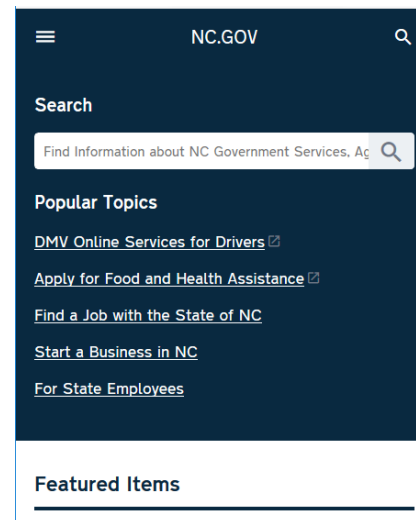 NC.GOV
Search
Find Information about NC Government Services, Ag
Popular Topics
DMV Online Services for Drivers
Apply for Food and Health Assistance
Find a Job with the State of NC
Start a Business in NC
For State Employees
Featured Items